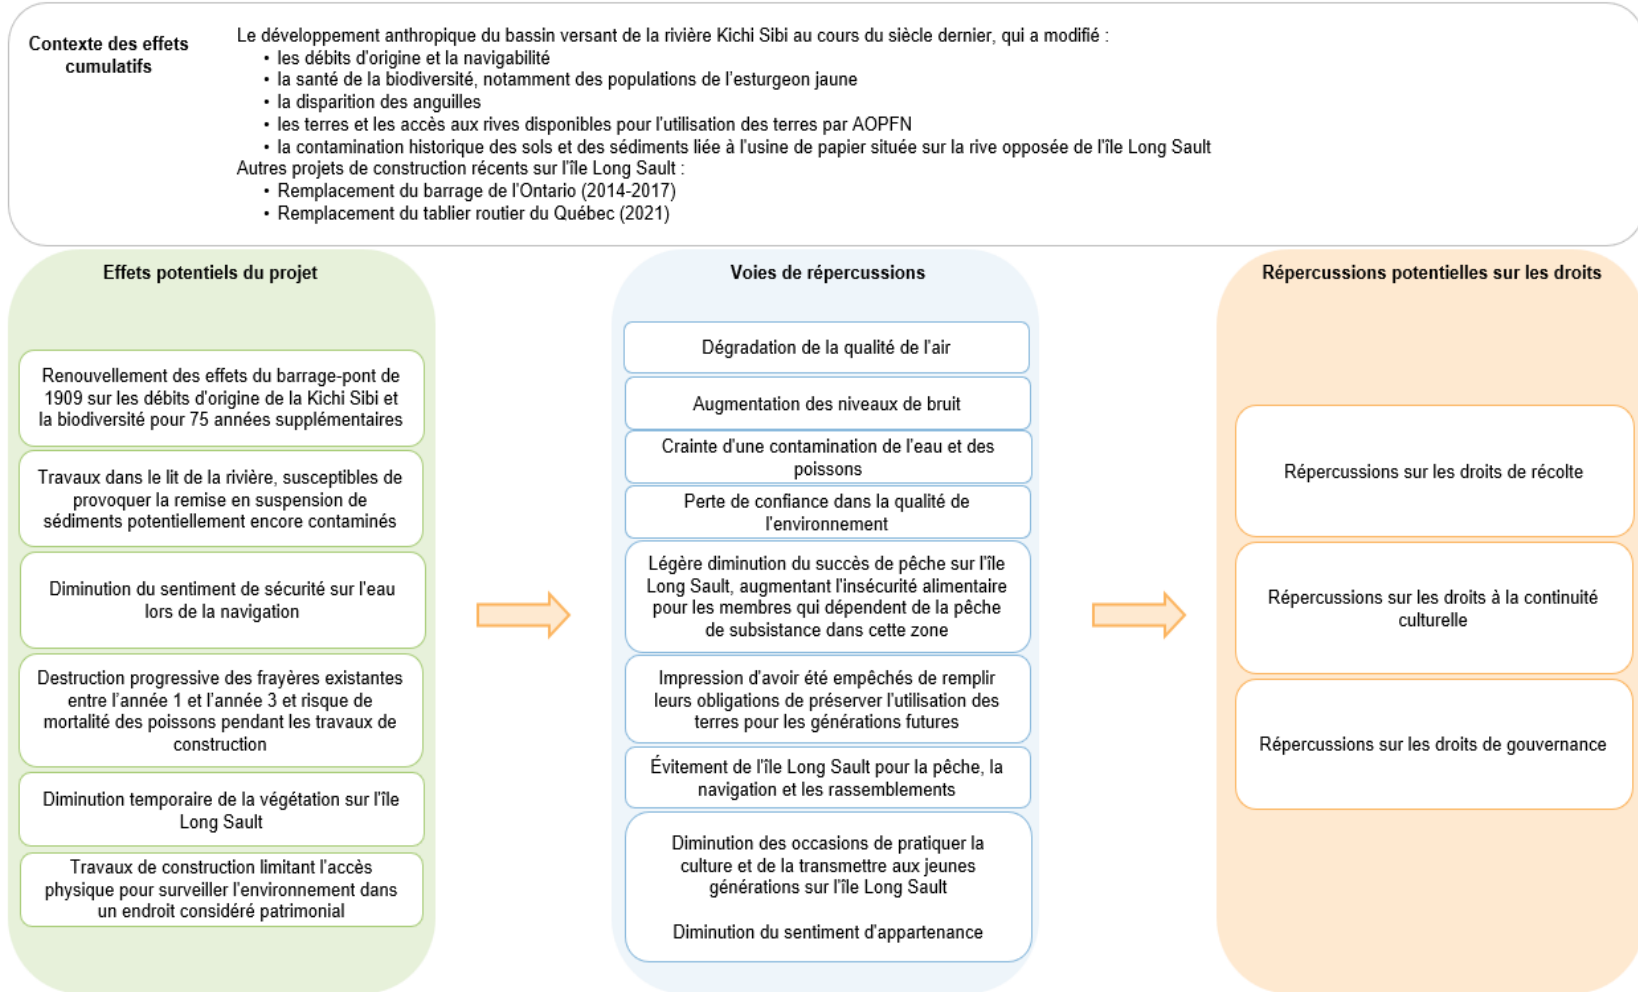 Contexte des effets
cumulatifs
Le développement anthropique du bassin versant de la rivière Kichi Sibi au cours du siècle dernier, qui a modifié :
• les débits d'origine et la navigabilité
• la santé de la biodiversité, notamment des populations de l'esturgeon jaune
• la disparition des anguilles
• les terres et les accès aux rives disponibles pour l'utilisation des terres par AOPFN
• la contamination historique des sols et des sédiments liée à l'usine de papier située sur la rive opposée de l'île Long Sault
Autres projets de construction récents sur l'île Long Sault :
• Remplacement du barrage de l'Ontario (2014-2017)
• Remplacement du tablier routier du Québec (2021)
Effets potentiels du projet
Renouvellement des effets du barrage-pont de
1909 sur les débits d'origine de la Kichi Sibi et
la biodiversité pour 75 années supplémentaires
Travaux dans le lit de la rivière, susceptibles de
provoquer la remise en suspension de
sédiments potentiellement encore contaminés
Diminution du sentiment de sécurité sur l'eau
lors de la navigation
Destruction progressive des frayères existantes
entre l'année 1 et l'année 3 et risque de
mortalité des poissons pendant les travaux de
construction
Diminution temporaire de la végétation sur l'île
Long Sault
Travaux de construction limitant l'accès
physique pour surveiller l'environnement dans
un endroit considéré patrimonial
Voies de répercussions
Dégradation de la qualité de l'air
Augmentation des niveaux de bruit
Crainte d'une contamination de l'eau et des
poissons
Perte de confiance dans la qualité de
l'environnement
Légère diminution du succès de pêche sur l'île
Long Sault, augmentant l'insécurité alimentaire
pour les membres qui dépendent de la pêche
de subsistance dans cette zone
Impression d'avoir été empêchés de remplir
leurs obligations de préserver l'utilisation des
terres pour les générations futures
Évitement de l'île Long Sault pour la pêche, la
navigation et les rassemblements
Diminution des occasions de pratiquer la
culture et de la transmettre aux jeunes
générations sur l'île Long Sault
Diminution du sentiment d'appartenance
Répercussions potentielles sur les droits
Répercussions sur les droits de récolte
Répercussions sur les droits à la continuité
culturelle
Répercussions sur les droits de gouvernance